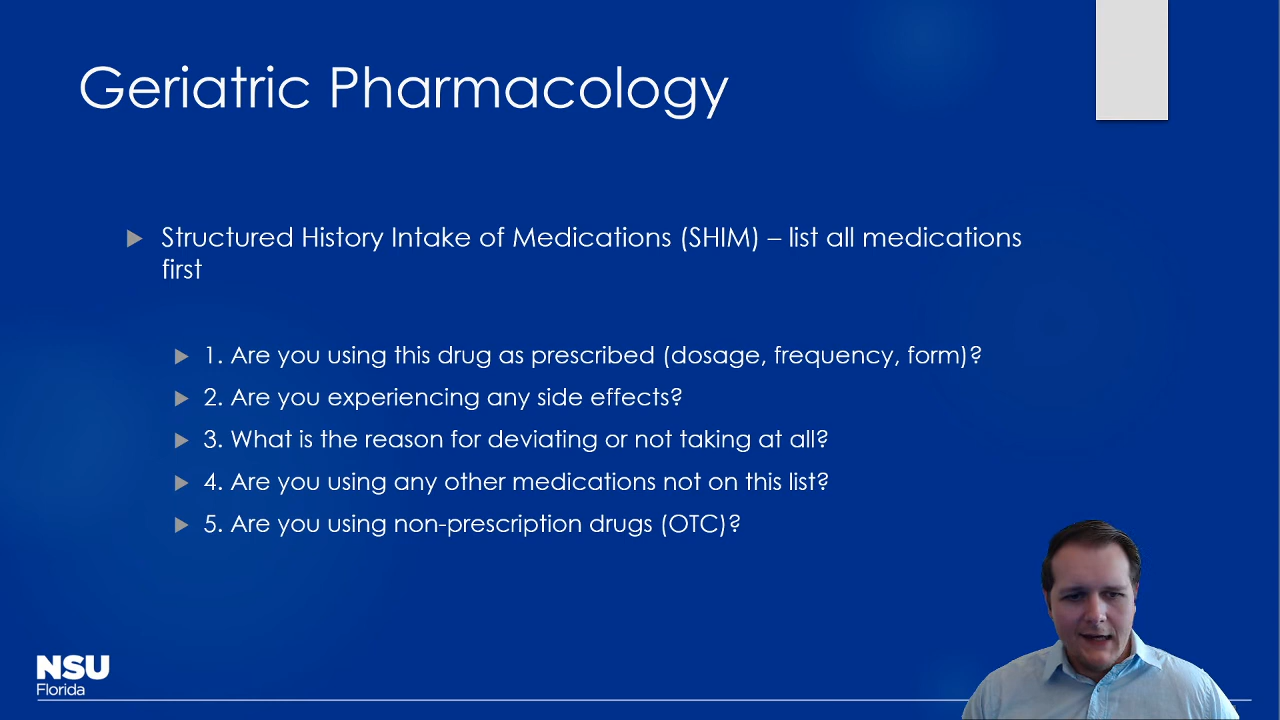 Geriatric Pharmacology
Structured History Intake of Medications (SHIM) – list all medications
first
1. Are you using this drug as prescribed (dosage, frequency, form)?
2. Are you experiencing any side effects?
3. What is the reason for deviating or not taking at all?
4. Are you using any other medications not on this list?
5. Are you using non-prescription drugs (OTC)?
NSU
Florida